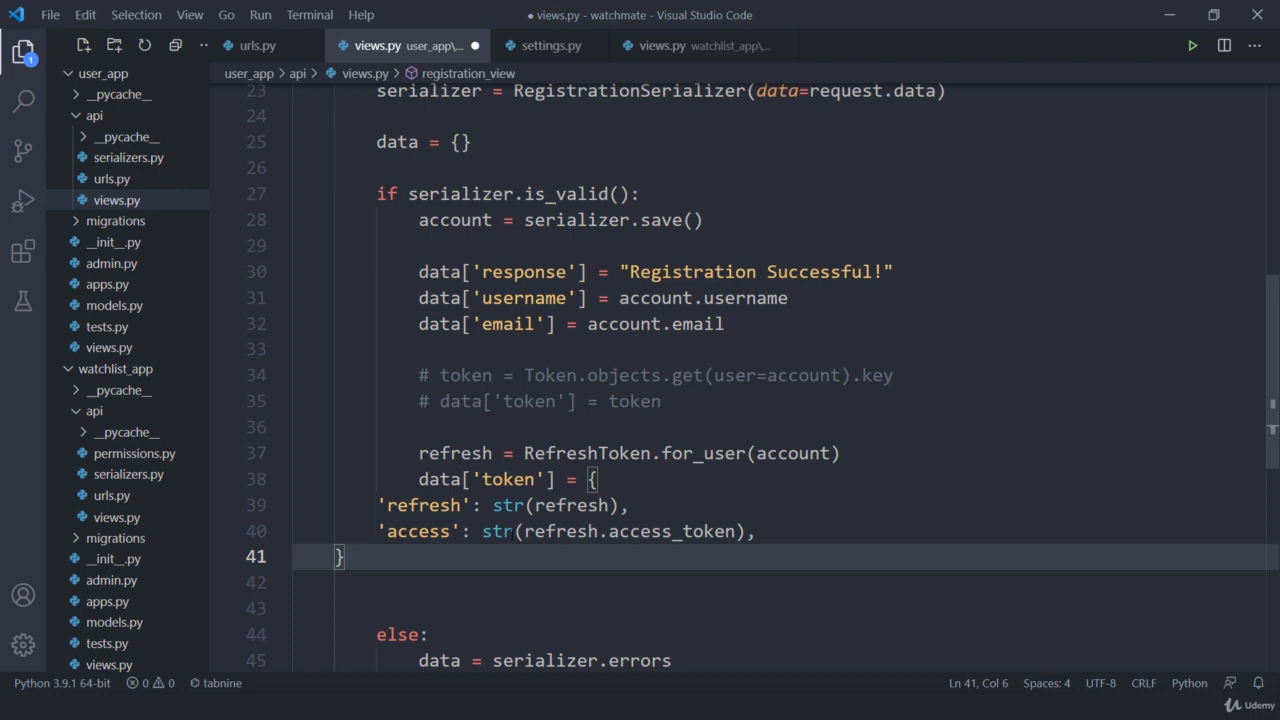 File Edit Selection View Go Run Terminal Help
● views.py - watchmate - Visual Studio Code
urls.py
views.py user_app\... ●
settings.py
views.py watchlist_app\...
1
user_app > api > views.py > registration_view
user_app
__pycache__
api
__pycache__
serializers.py
urls.py
views.py
migrations
__init__.py
admin.py
apps.py
models.py
tests.py
views.py
watchlist_app
__pycache__
api
__pycache__
permissions.py
serializers.py
urls.py
views.py
migrations
__init__.py
admin.py
apps.py
models.py
tests.py
views.py
23 serializer = RegistrationSerializer(data=request.data)
24
25 data = {}
26
27 if serializer.is_valid():
28 account = serializer.save()
29
30 data['response'] = "Registration Successful!"
31 data['username'] = account.username
32 data['email'] = account.email
33
34 # token = Token.objects.get(user=account).key
35 # data['token'] = token
36
37 refresh = RefreshToken.for_user(account)
38 data['token'] = {
39 'refresh': str(refresh),
40 'access': str(refresh.access_token),
41 }
42
43
44 else:
45 data = serializer.errors
Python 3.9.1 64-bit 0 0 tabnine
Ln 41, Col 6 Spaces: 4 UTF-8 CRLF Python
Udemy